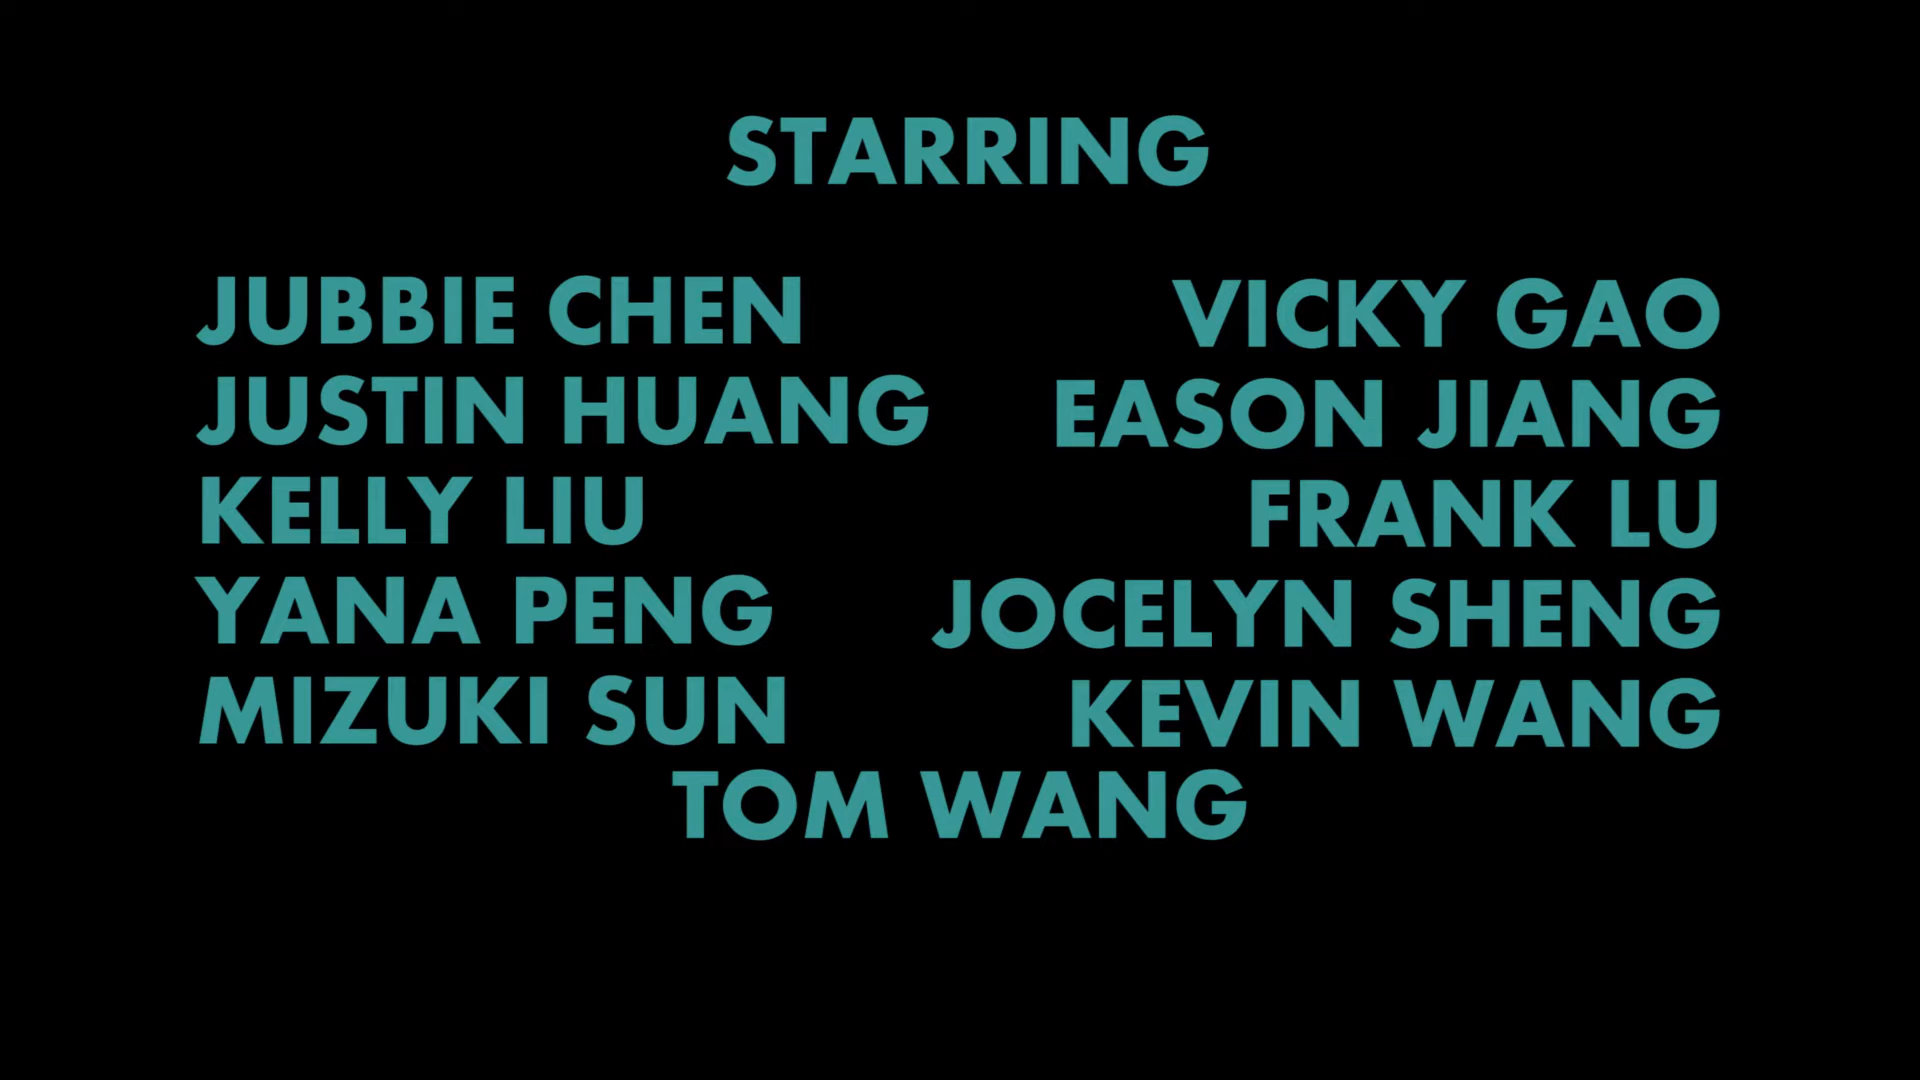 STARRING
JUBBIE CHEN
VICKY GAO
JUSTIN HUANG
EASON JIANG
KELLY LIU
FRANK LU
YANA PENG
JOCELYN SHENG
MIZUKI SUN
KEVIN WANG
TOM WANG